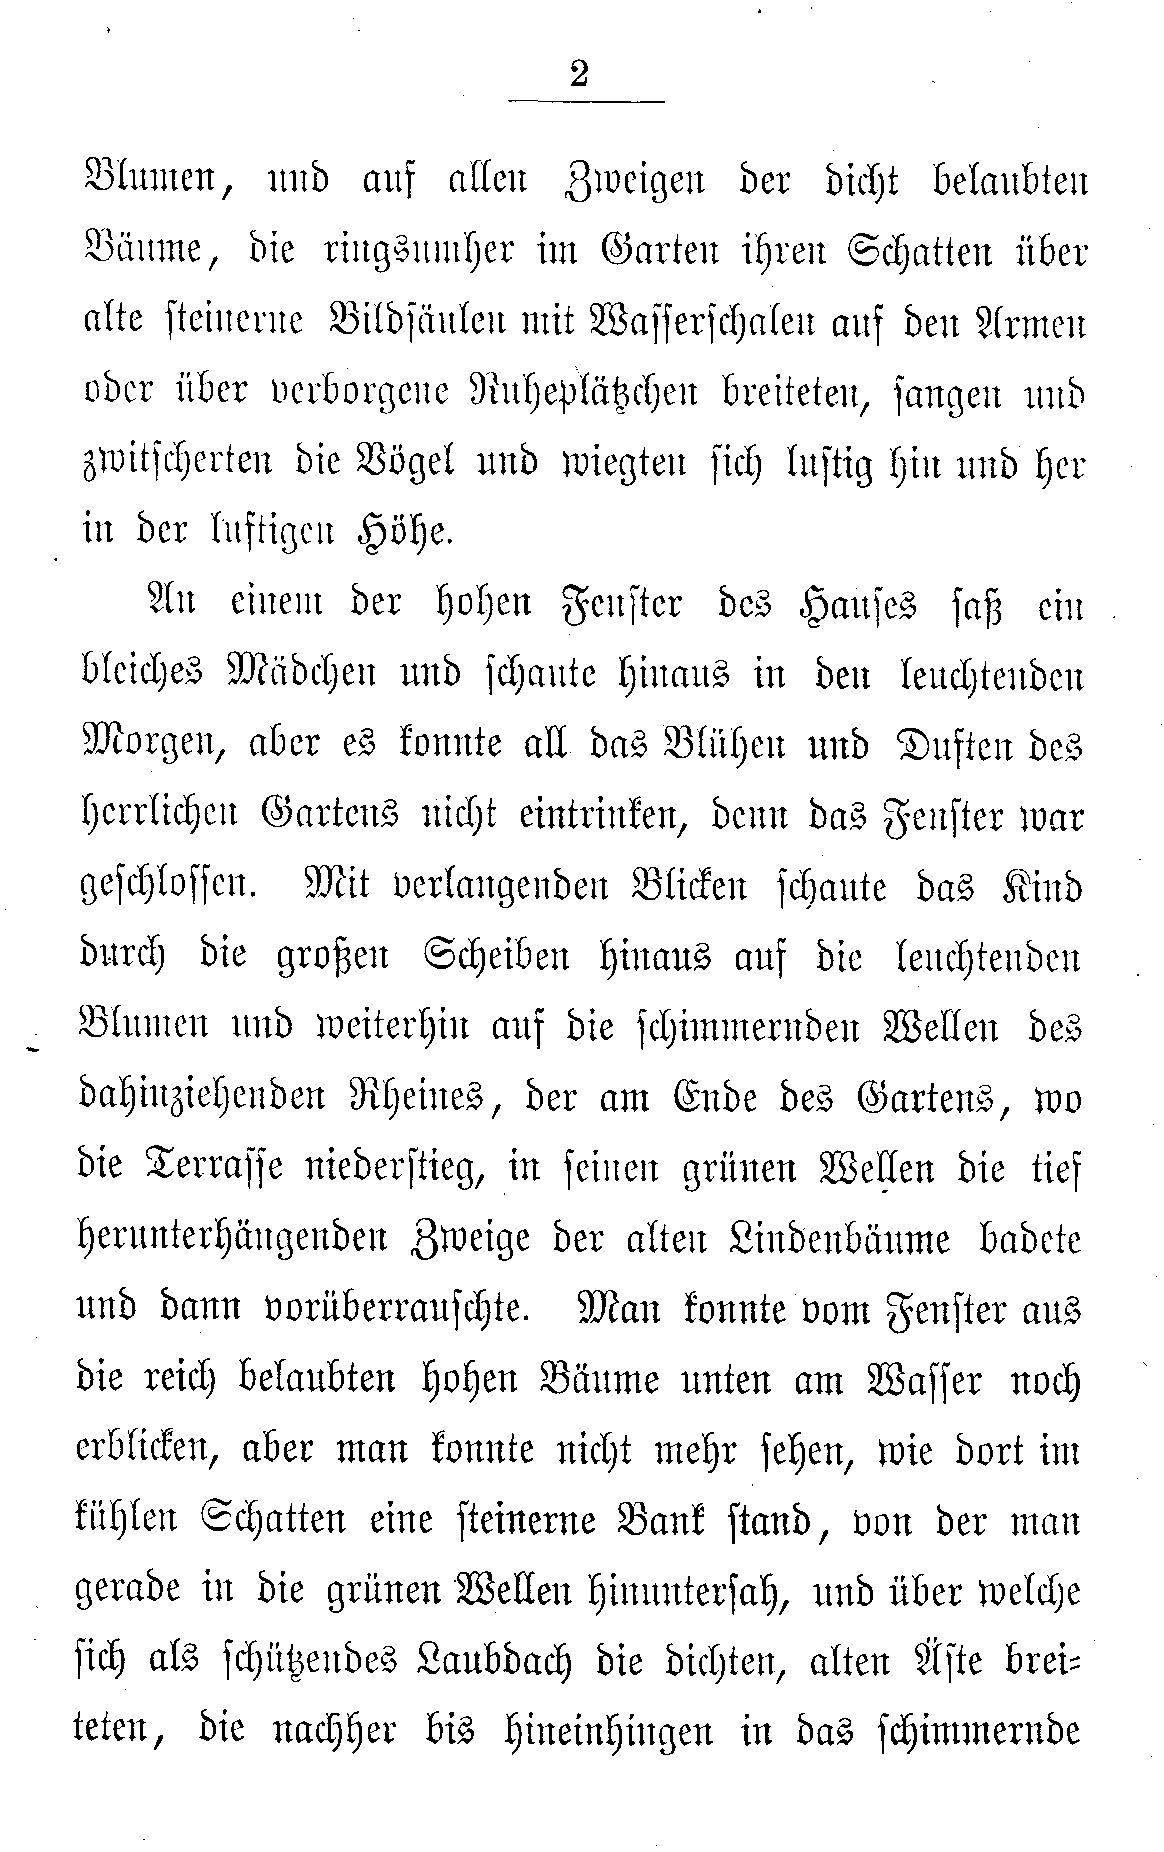 2
Blumen, und auf allen Zweigen der dicht belaubten
Bäume, die ringsumher im Garten ihren Schatten über
alte steinerne Bildsäulen mit Wasserschalen auf den Armen
oder über verborgene Ruheplätzchen breiteten, sangen und
zwitscherten die Vögel und wiegten sich lustig hin und her
in der luftigen Höhe.
An einem der hohen Fenster des Hauses saß ein
bleiches Mädchen und schaute hinaus in den leuchtenden
Morgen, aber es konnte all das Blühen und Duften des
herrlichen Gartens nicht eintrinken, denn das Fenster war
geschlossen. Mit verlangenden Blicken schaute das Kind
durch die großen Scheiben hinaus auf die leuchtenden
Blumen und weiterhin auf die schimmernden Wellen des
dahinziehenden Rheines, der am Ende des Gartens, wo
die Terrasse niederstieg, in seinen grünen Wellen die tief
herunterhängenden Zweige der alten Lindenbäume badete
und dann vorüberrauschte. Man konnte vom Fenster aus
die reich belaubten hohen Bäume unten am Wasser noch
erblicken, aber man konnte nicht mehr sehen, wie dort im
kühlen Schatten eine steinerne Bank stand, von der man
gerade in die grünen Wellen hinuntersah, und über welche
sich als schützendes Laubdach die dichten, alten Äste brei-
teten, die nachher bis hineinhingen in das schimmernde